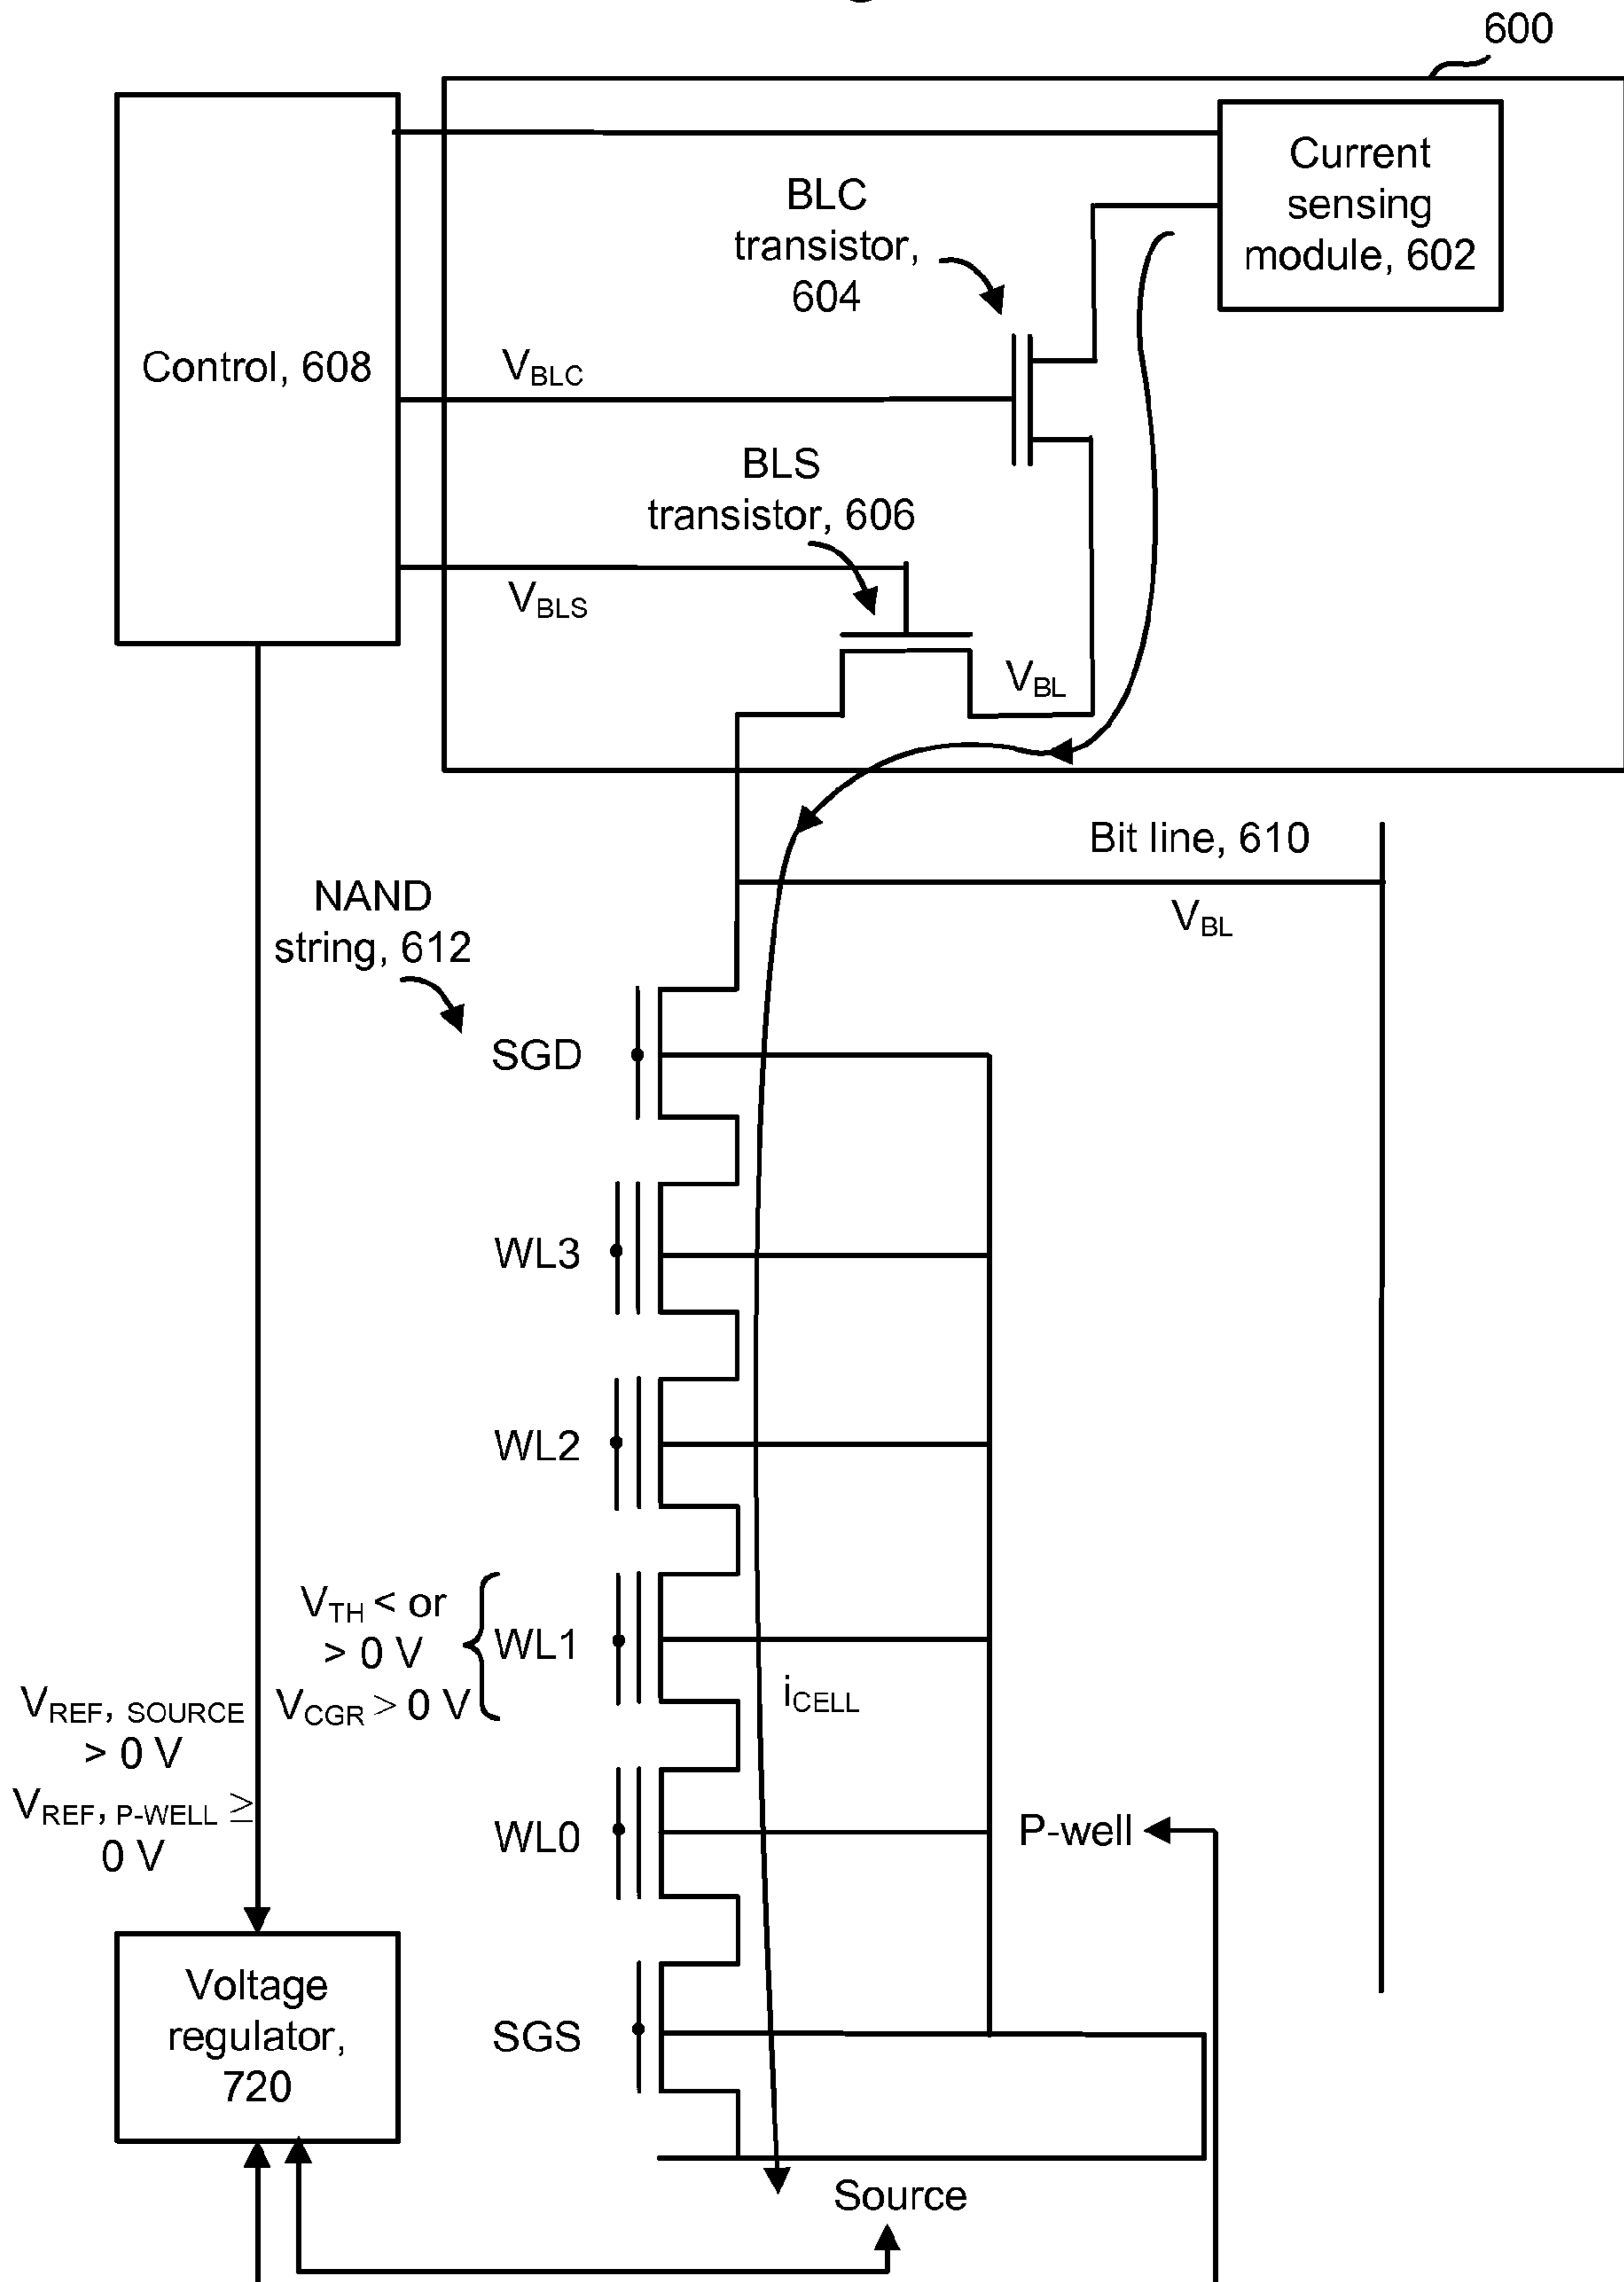 600
Control, 608
Current
sensing
module, 602
BLC
transistor,
604
V_BLC
BLS
transistor, 606
V_BLS
V_BL
Bit line, 610
V_BL
NAND
string, 612
SGD
WL3
WL2
V_TH < or
> 0 V
V_CGR > 0 V
WL1
i_CELL
V_REF, SOURCE
> 0 V
V_REF, P-WELL ≥
0 V
WL0
P-well
Voltage
regulator,
720
SGS
Source